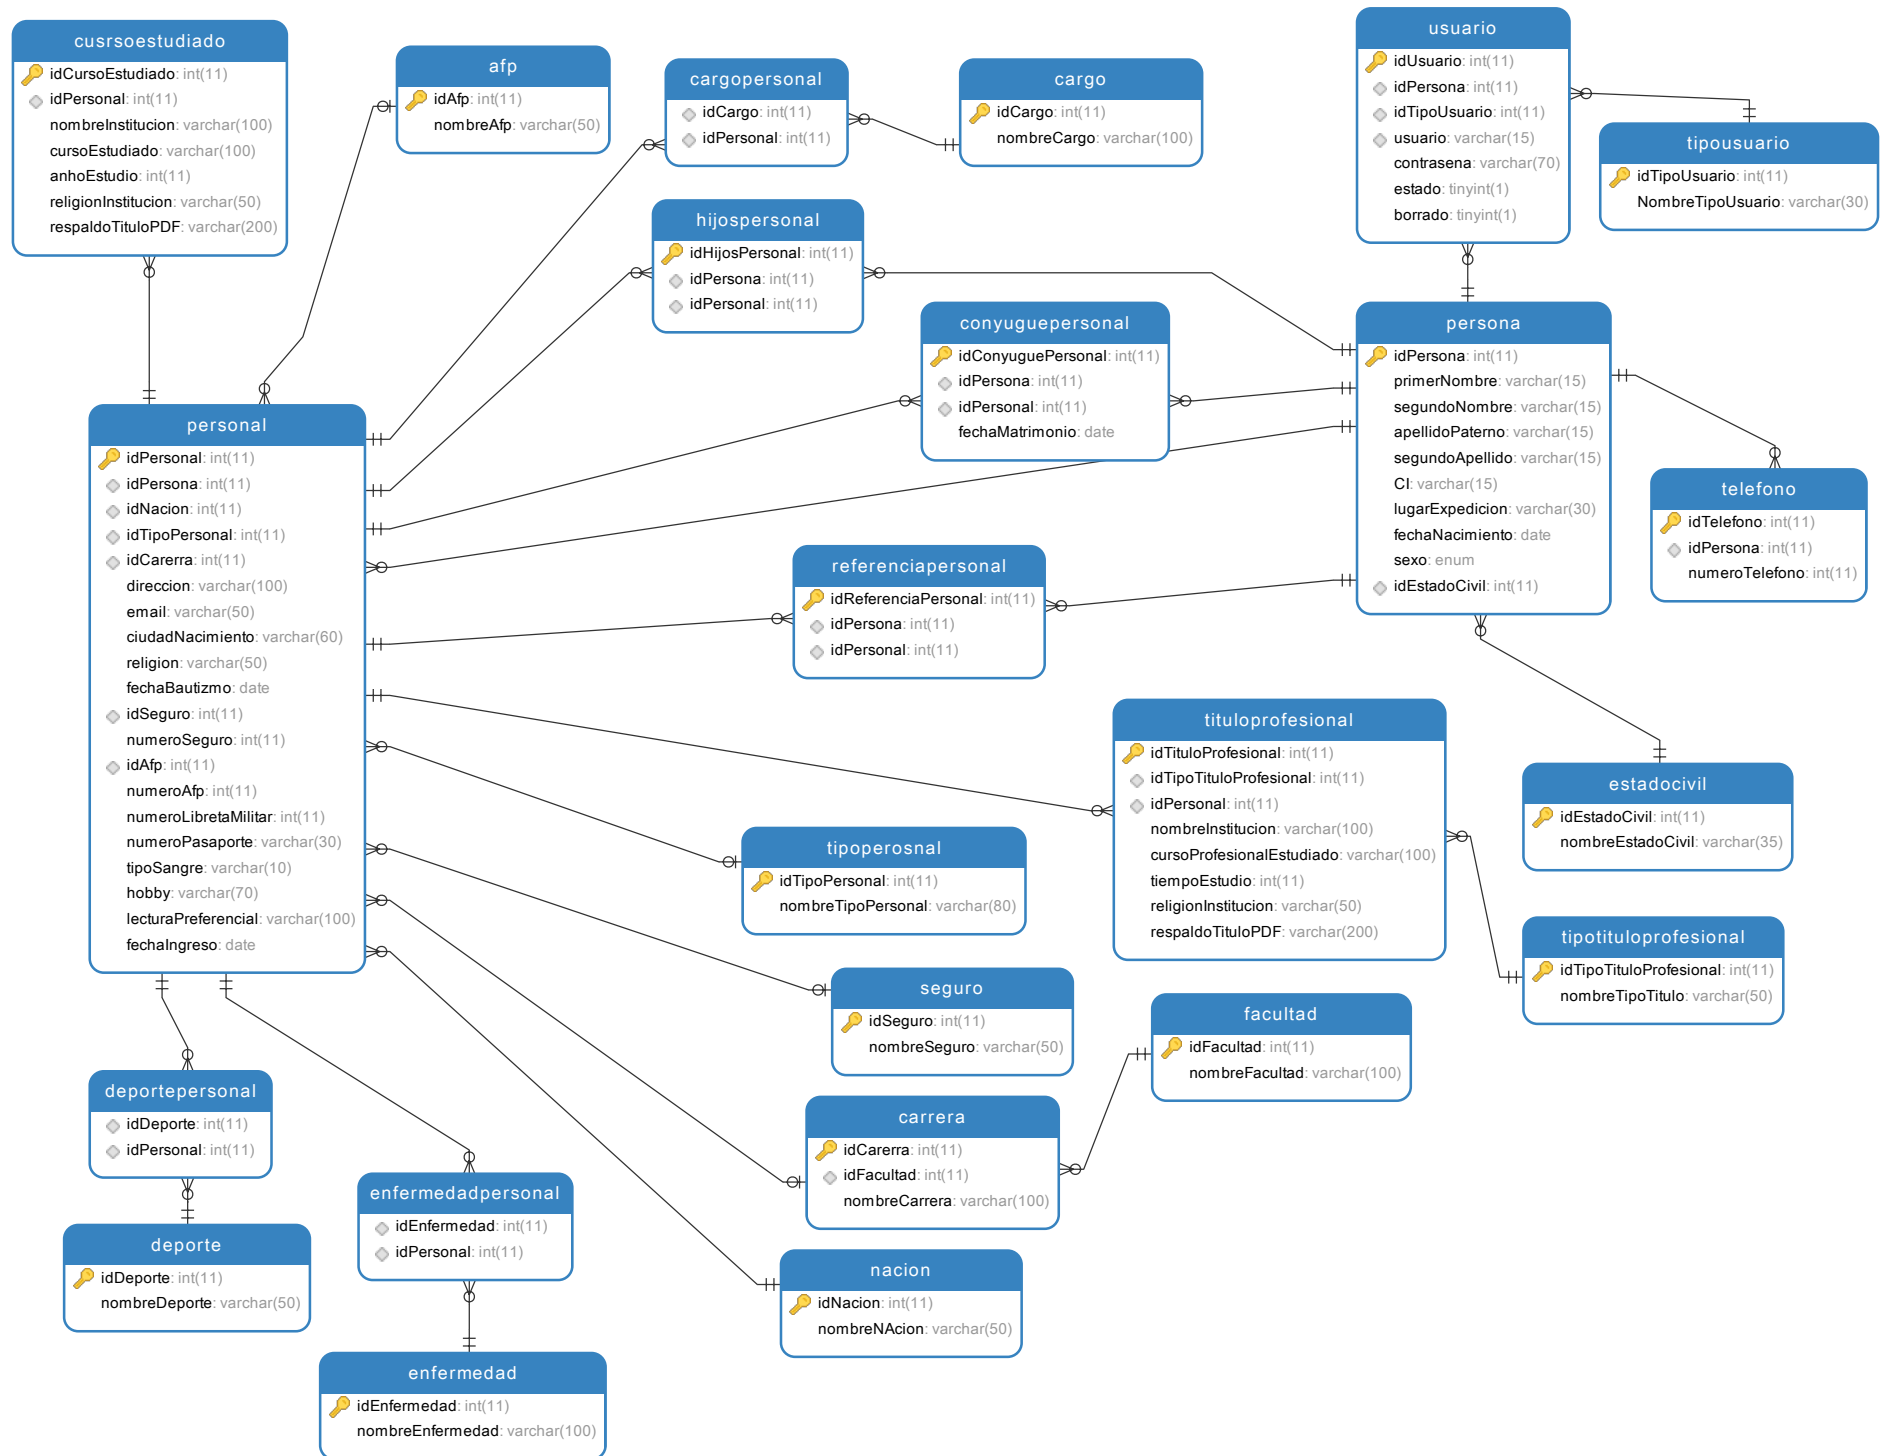 cusrsoestudiado
idCursoEstudiado: int(11)
idPersonal: int(11)
nombreInstitucion: varchar(100)
cursoEstudiado: varchar(100)
anhoEstudio: int(11)
religionInstitucion: varchar(50)
respaldoTituloPDF: varchar(200)
afp
idAfp: int(11)
nombreAfp: varchar(50)
cargopersonal
idCargo: int(11)
idPersonal: int(11)
cargo
idCargo: int(11)
nombreCargo: varchar(100)
usuario
idUsuario: int(11)
idPersona: int(11)
idTipoUsuario: int(11)
usuario: varchar(15)
contrasena: varchar(70)
estado: tinyint(1)
borrado: tinyint(1)
tipousuario
idTipoUsuario: int(11)
NombreTipoUsuario: varchar(30)
hijospersonal
idHijosPersonal: int(11)
idPersona: int(11)
idPersonal: int(11)
conyuguepersonal
idConyuguePersonal: int(11)
idPersona: int(11)
idPersonal: int(11)
fechaMatrimonio: date
persona
idPersona: int(11)
primerNombre: varchar(15)
segundoNombre: varchar(15)
apellidoPaterno: varchar(15)
segundoApellido: varchar(15)
CI: varchar(15)
lugarExpedicion: varchar(30)
fechaNacimiento: date
sexo: enum
idEstadoCivil: int(11)
telefono
idTelefono: int(11)
idPersona: int(11)
numeroTelefono: int(11)
personal
idPersonal: int(11)
idPersona: int(11)
idNacion: int(11)
idTipoPersonal: int(11)
idCarerra: int(11)
direccion: varchar(100)
email: varchar(50)
ciudadNacimiento: varchar(60)
religion: varchar(50)
fechaBautizmo: date
idSeguro: int(11)
numeroSeguro: int(11)
idAfp: int(11)
numeroAfp: int(11)
numeroLibretaMilitar: int(11)
numeroPasaporte: varchar(30)
tipoSangre: varchar(10)
hobby: varchar(70)
lecturaPreferencial: varchar(100)
fechaIngreso: date
referenciapersonal
idReferenciaPersonal: int(11)
idPersona: int(11)
idPersonal: int(11)
tituloprofesional
idTituloProfesional: int(11)
idTipoTituloProfesional: int(11)
idPersonal: int(11)
nombreInstitucion: varchar(100)
cursoProfesionalEstudiado: varchar(100)
tiempoEstudio: int(11)
religionInstitucion: varchar(50)
respaldoTituloPDF: varchar(200)
estadocivil
idEstadoCivil: int(11)
nombreEstadoCivil: varchar(35)
tipoperosnal
idTipoPersonal: int(11)
nombreTipoPersonal: varchar(80)
tipotituloprofesional
idTipoTituloProfesional: int(11)
nombreTipoTitulo: varchar(50)
seguro
idSeguro: int(11)
nombreSeguro: varchar(50)
facultad
idFacultad: int(11)
nombreFacultad: varchar(100)
deportepersonal
idDeporte: int(11)
idPersonal: int(11)
carrera
idCarerra: int(11)
idFacultad: int(11)
nombreCarrera: varchar(100)
enfermedadpersonal
idEnfermedad: int(11)
idPersonal: int(11)
deporte
idDeporte: int(11)
nombreDeporte: varchar(50)
nacion
idNacion: int(11)
nombreNAcion: varchar(50)
enfermedad
idEnfermedad: int(11)
nombreEnfermedad: varchar(100)